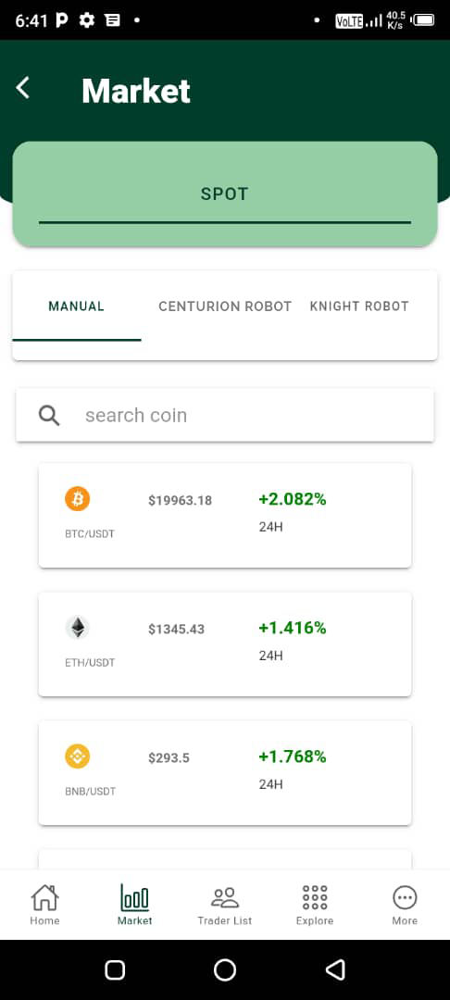 6:41
VoLTE
40.5
K/s
Market
SPOT
MANUAL
CENTURION ROBOT
KNIGHT ROBOT
search coin
$19963.18
+2.082%
BTC/USDT
24H
$1345.43
+1.416%
ETH/USDT
24H
$293.5
+1.768%
BNB/USDT
24H
Home
Market
Trader List
Explore
More